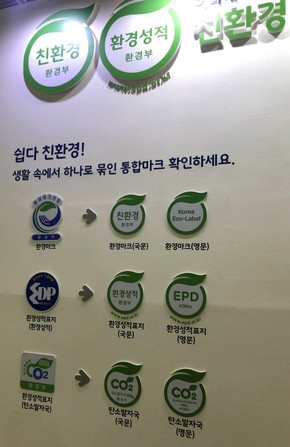 친환경
환경부
환경성적
환경부
친환경
쉽다 친환경!
생활 속에서 하나로 묶인 통합마크 확인하세요.
환경마크
친환경
환경부
환경마크(국문)
Korea
Eco-Label
환경마크(영문)
EDP
환경성적표지
(환경성적)
환경성적
환경부
환경성적표지
(국문)
EPD
KOREA
환경성적표지
(영문)
CO2
환경부
환경성적표지
(탄소발자국)
CO2
환경부
탄소발자국
(국문)
CO2
탄소발자국
(영문)